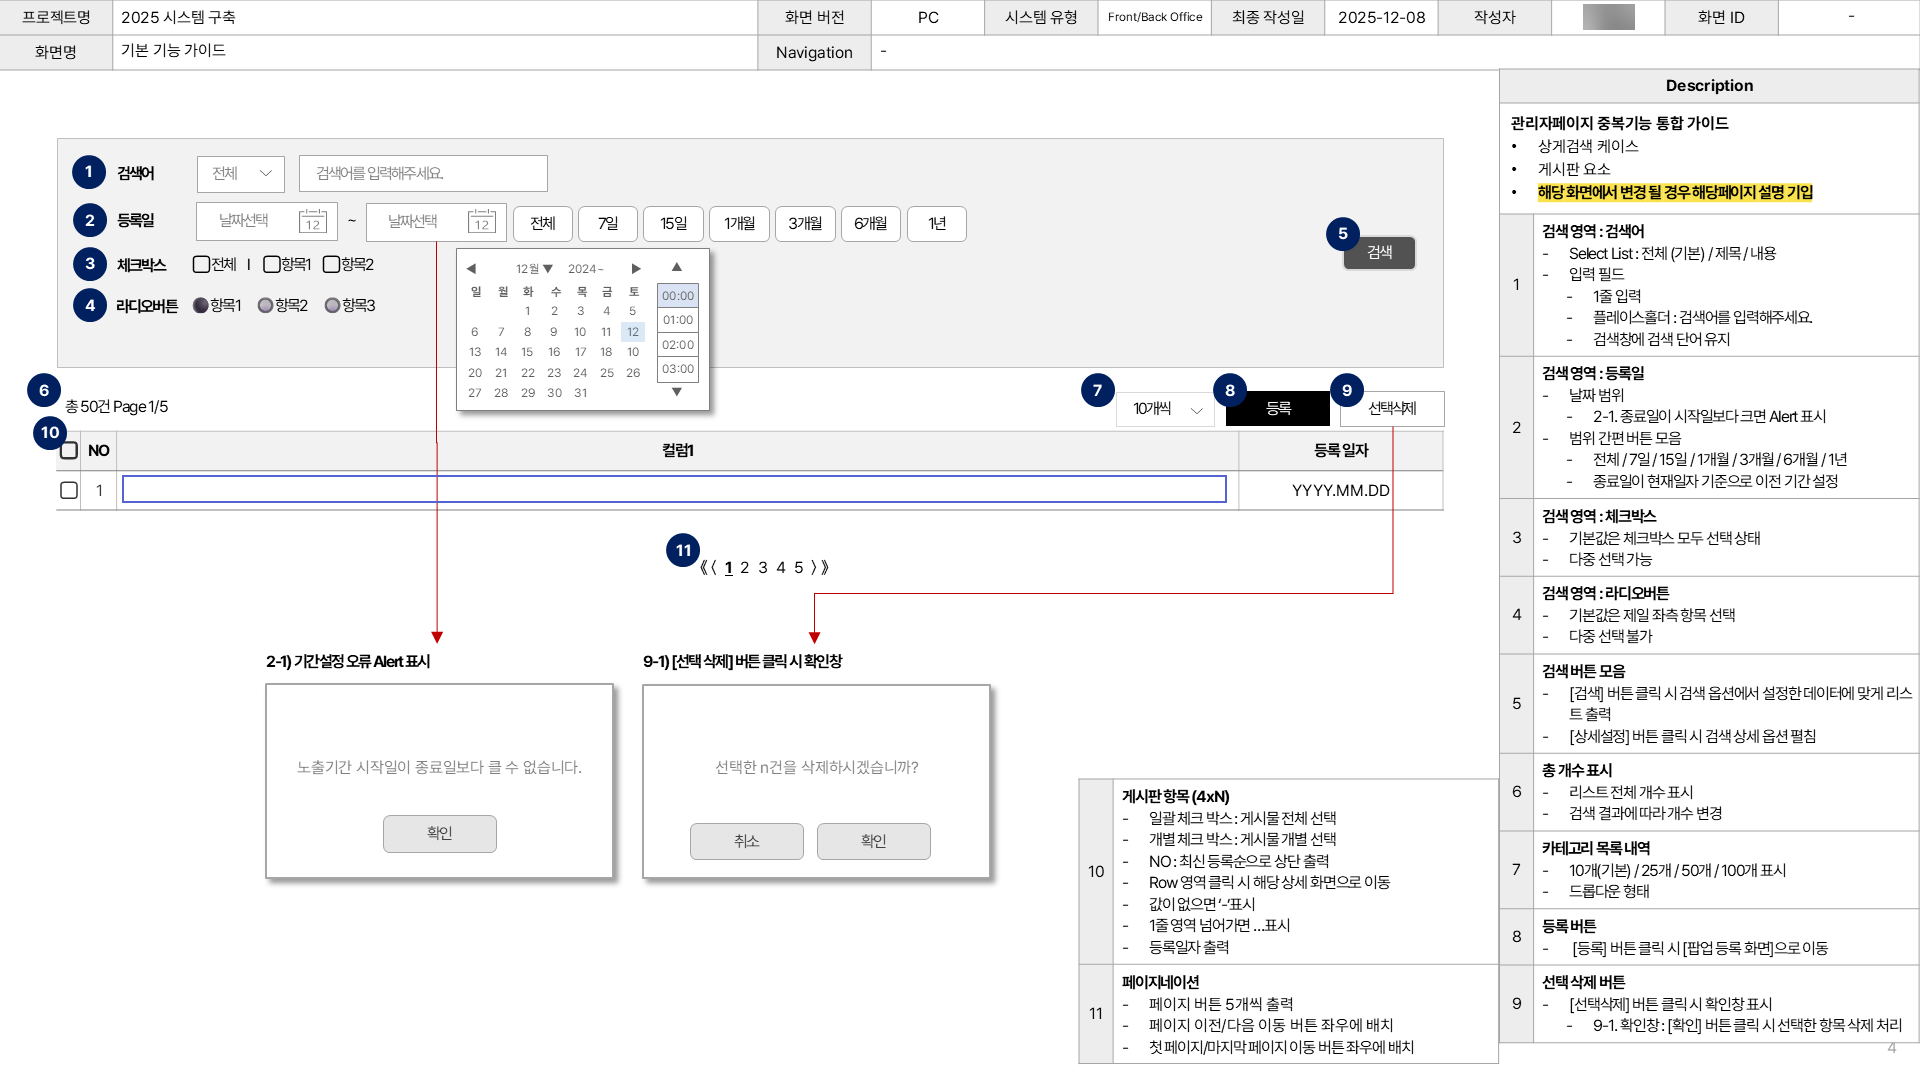 프로젝트명 2025 시스템 구축 화면 버전 PC 시스템 유형 Front/Back Office 최종 작성일 2025-12-08 작성자 화면 ID -
화면명 기본 기능 가이드 Navigation -
1 검색어 전체 검색어를 입력해주세요.
2 등록일 날짜선택 12 ~ 날짜선택 12 전체 7일 15일 1개월 3개월 6개월 1년
3 체크박스 전체 I 항목1 항목2
4 라디오버튼 항목1 항목2 항목3
5 검색
◀ 12월▼ 2024~ ▶ ▲
일 월 화 수 목 금 토 00:00
1 2 3 4 5 01:00
6 7 8 9 10 11 12
13 14 15 16 17 18 10 02:00
20 21 22 23 24 25 26 03:00
27 28 29 30 31 ▼
6 총 50건 Page 1/5
7 10개씩 8 등록 9 선택삭제
10 NO 컬럼1 등록 일자
1 YYYY.MM.DD
11 《〈 1 2 3 4 5 〉》
2-1) 기간설정 오류 Alert 표시
노출기간 시작일이 종료일보다 클 수 없습니다.
확인
9-1) [선택 삭제] 버튼 클릭 시 확인창
선택한 n건을 삭제하시겠습니까?
취소 확인
Description
관리자페이지 중복기능 통합 가이드
• 상게검색 케이스
• 게시판 요소
• 해당 화면에서 변경 될 경우 해당페이지 설명 기입
1 검색 영역 : 검색어
- Select List : 전체 (기본) / 제목 / 내용
- 입력 필드
- 1줄 입력
- 플레이스홀더 : 검색어를 입력해주세요.
- 검색창에 검색 단어 유지
2 검색 영역 : 등록일
- 날짜 범위
- 2-1. 종료일이 시작일보다 크면 Alert 표시
- 범위 간편 버튼 모음
- 전체 / 7일 / 15일 / 1개월 / 3개월 / 6개월 / 1년
- 종료일이 현재일자 기준으로 이전 기간 설정
3 검색 영역 : 체크박스
- 기본값은 체크박스 모두 선택 상태
- 다중 선택 가능
4 검색 영역 : 라디오버튼
- 기본값은 제일 좌측 항목 선택
- 다중 선택 불가
5 검색 버튼 모음
- [검색] 버튼 클릭 시 검색 옵션에서 설정한 데이터에 맞게 리스
트 출력
- [상세설정] 버튼 클릭 시 검색 상세 옵션 펼침
6 총 개수 표시
- 리스트 전체 개수 표시
- 검색 결과에 따라 개수 변경
7 카테고리 목록 내역
- 10개(기본) / 25개 / 50개 / 100개 표시
- 드롭다운 형태
8 등록 버튼
- [등록] 버튼 클릭 시 [팝업 등록 화면]으로 이동
9 선택 삭제 버튼
- [선택삭제] 버튼 클릭 시 확인창 표시
- 9-1. 확인창 : [확인] 버튼 클릭 시 선택한 항목 삭제 처리
10 게시판 항목 (4xN)
- 일괄 체크 박스 : 게시물 전체 선택
- 개별 체크 박스 : 게시물 개별 선택
- NO : 최신 등록순으로 상단 출력
- Row 영역 클릭 시 해당 상세 화면으로 이동
- 값이 없으면 ‘-’표시
- 1줄 영역 넘어가면 …표시
- 등록일자 출력
11 페이지네이션
- 페이지 버튼 5개씩 출력
- 페이지 이전/다음 이동 버튼 좌우에 배치
- 첫 페이지/마지막 페이지 이동 버튼 좌우에 배치
4